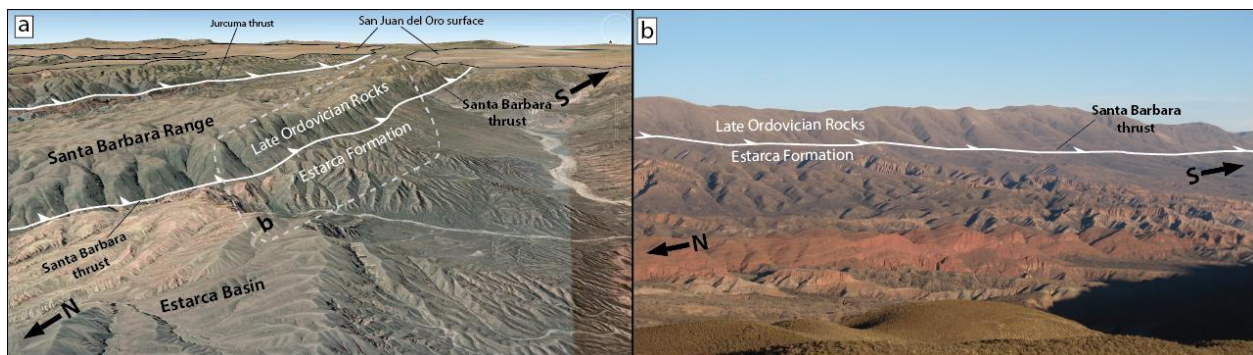 a
Jurcuma thrust
San Juan del Oro surface
S
Santa Barbara
thrust
Santa Barbara Range
Late Ordovician Rocks
Estarca Formation
b
Santa Barbara
thrust
N
Estarca Basin
b
Late Ordovician Rocks
Santa Barbara
thrust
Estarca Formation
S
N